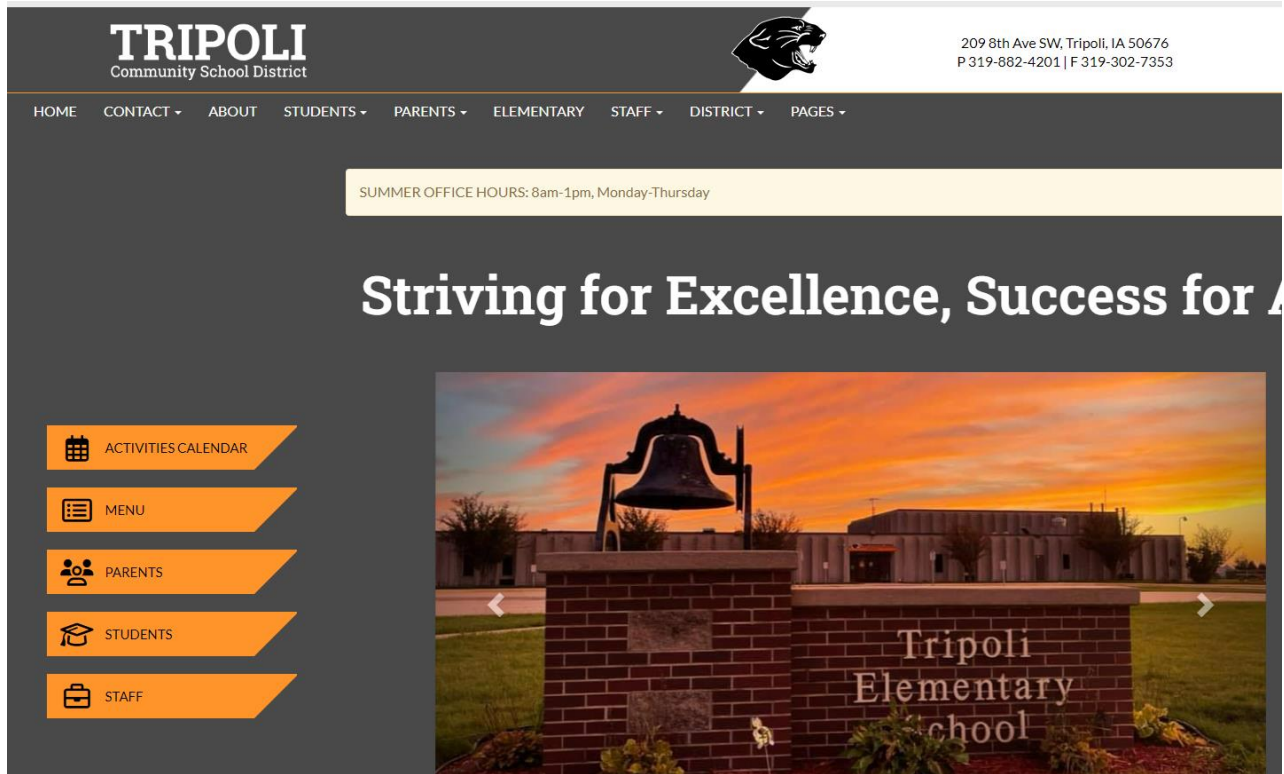 TRIPOLI
Community School District
209 8th Ave SW, Tripoli, IA 50676
P 319-882-4201 | F 319-302-7353
HOME CONTACT ABOUT STUDENTS PARENTS ELEMENTARY STAFF DISTRICT PAGES
SUMMER OFFICE HOURS: 8am-1pm, Monday-Thursday
Striving for Excellence, Success for
ACTIVITIES CALENDAR
MENU
PARENTS
STUDENTS
STAFF
Tripoli
Elementary
School